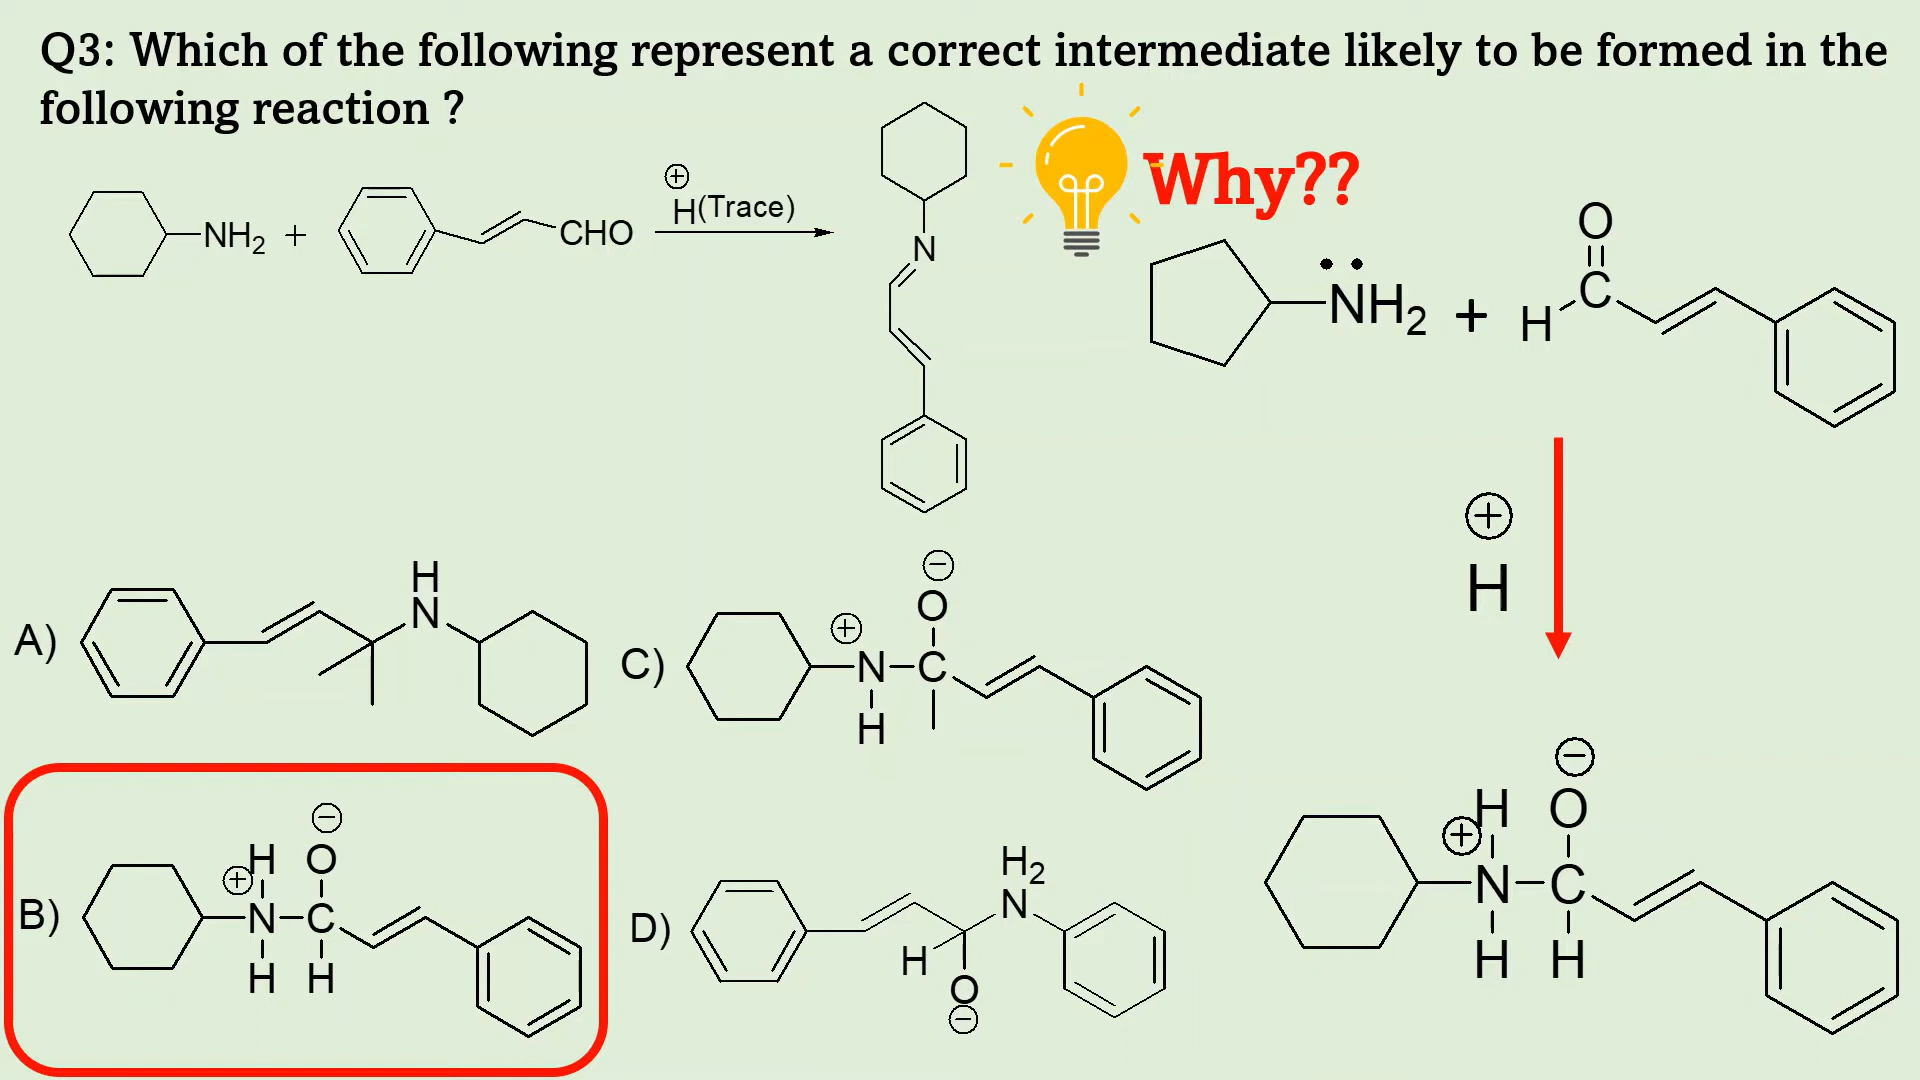 Q3: Which of the following represent a correct intermediate likely to be formed in the
following reaction ?
NH2 + CHO
⊕
H(Trace)
N
Why??
NH2 + H C O
⊕
H
A) H
N
C) ⊖
O
⊕
N C
H
B) ⊖
H O
⊕
N C
H H
D) H2
N
H
O
⊖
⊖
H O
⊕
N C
H H